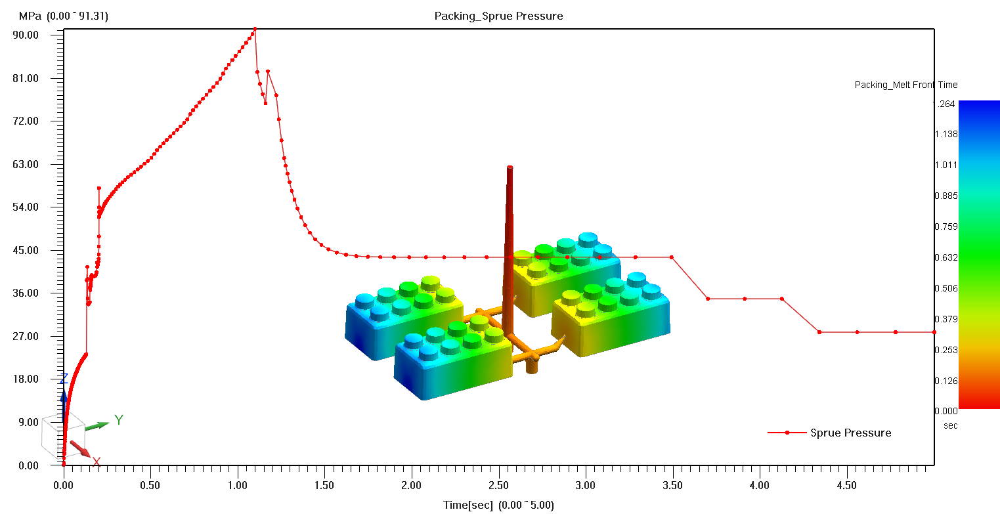 MPa (0.00~91.31)
Packing_Sprue Pressure
90.00
81.00
72.00
63.00
54.00
45.00
36.00
27.00
18.00
9.00
0.00
0.00 0.50 1.00 1.50 2.00 2.50 3.00 3.50 4.00 4.50
Time[sec] (0.00~5.00)
Packing_Melt Front Time
1.264
1.138
1.011
0.885
0.759
0.632
0.506
0.379
0.253
0.126
0.000
sec
Sprue Pressure
Z
Y
X